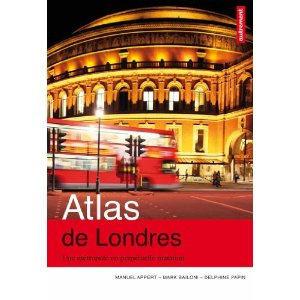 autrement
Atlas
de Londres
Une métropole en perpétuelle mutation
MANUEL APPERT – MARK BAILONI – DELPHINE PAPIN